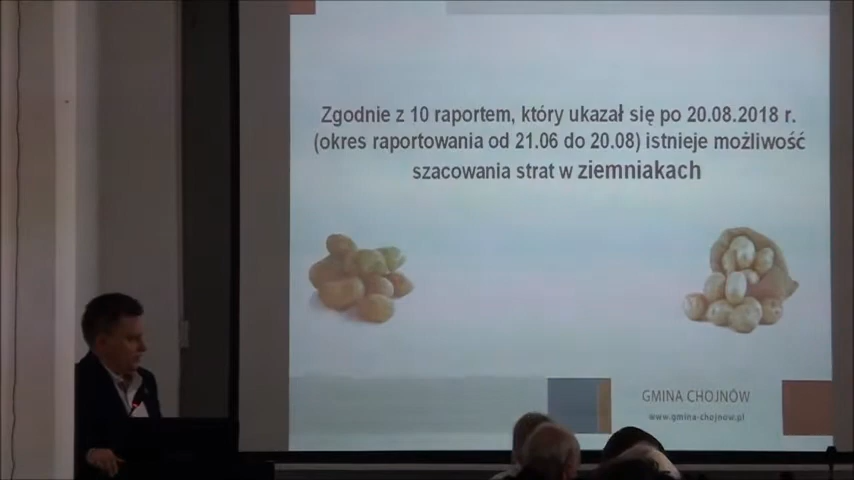 Zgodnie z 10 raportem, który ukazał się po 20.08.2018 r.
(okres raportowania od 21.06 do 20.08) istnieje możliwość
szacowania strat w ziemniakach
GMINA CHOJNÓW
www.gmina-chojnow.pl